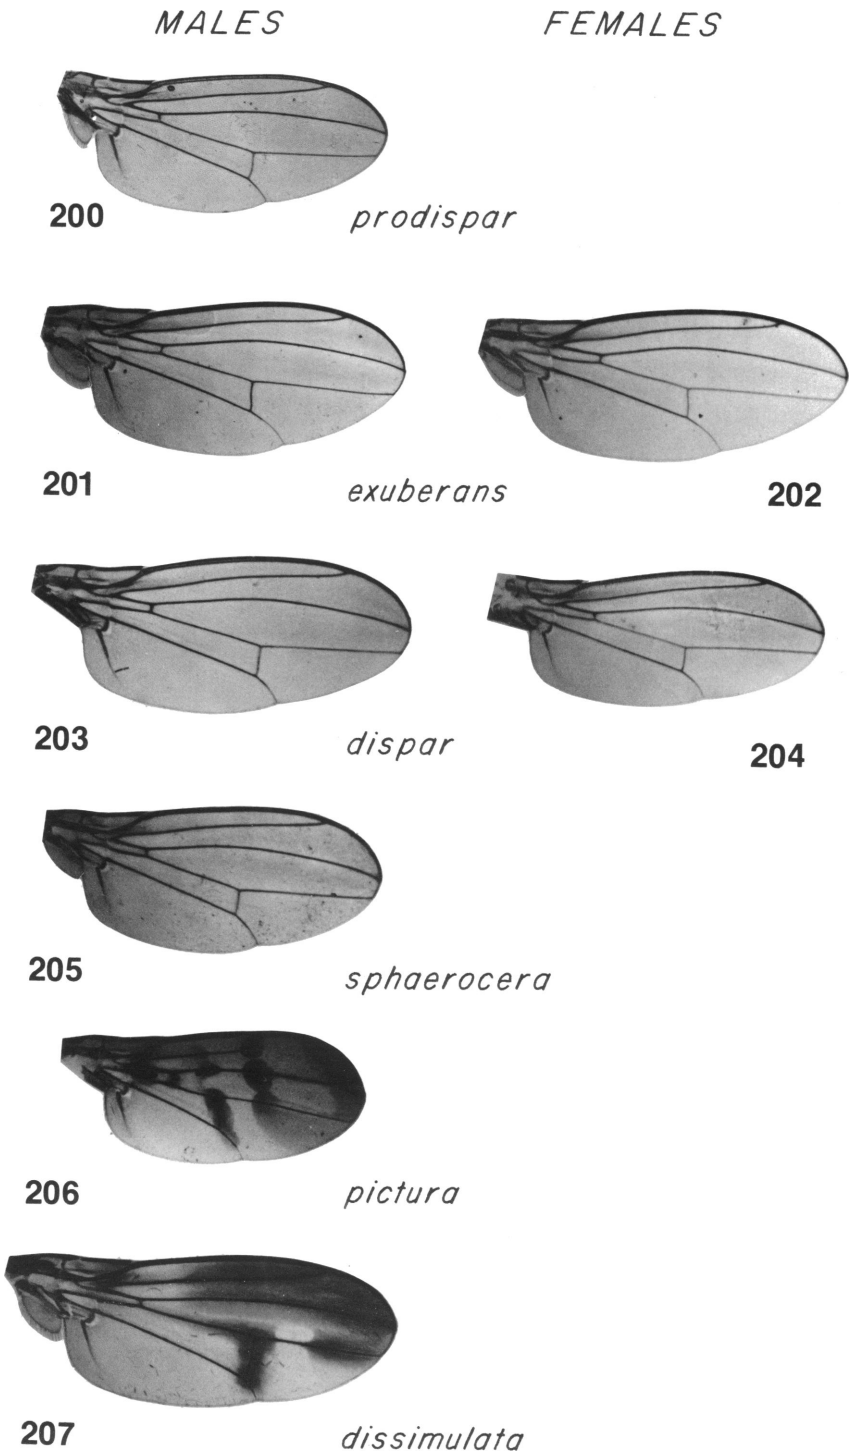 MALES FEMALES
200 prodispar
201 exuberans 202
203 dispar 204
205 sphaerocera
206 pictura
207 dissimulata